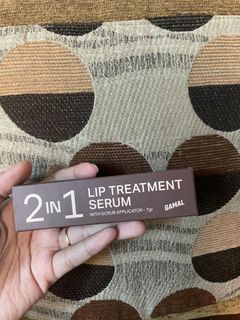 2 IN 1
LIP TREATMENT
SERUM
WITH SCRUB APPLICATOR - 7gr
GAMAL